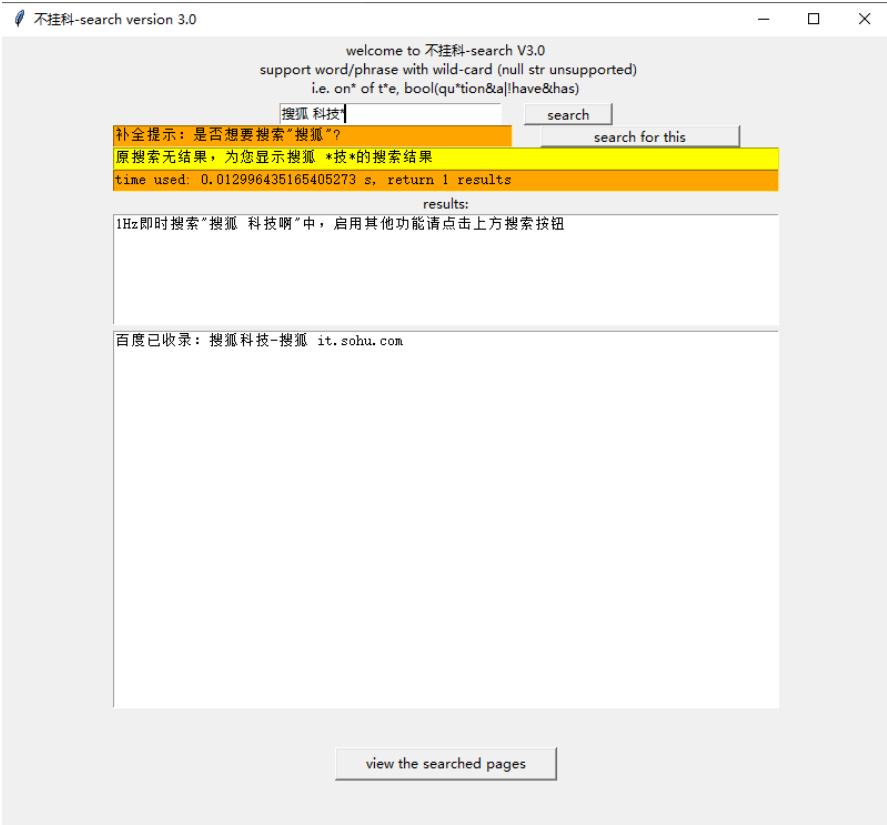 不挂科-search version 3.0
welcome to 不挂科-search V3.0
support word/phrase with wild-card (null str unsupported)
i.e. on* of t*e, bool(qu*tion&a|!have&has)
搜狐 科技* search
补全提示: 是否想要搜索"搜狐"? search for this
原搜索无结果，为您显示搜狐 *技*的搜索结果
time used: 0.012996435165405273 s, return 1 results
results:
1Hz即时搜索"搜狐 科技啊"中，启用其他功能请点击上方搜索按钮
百度已收录: 搜狐科技-搜狐 it.sohu.com
view the searched pages